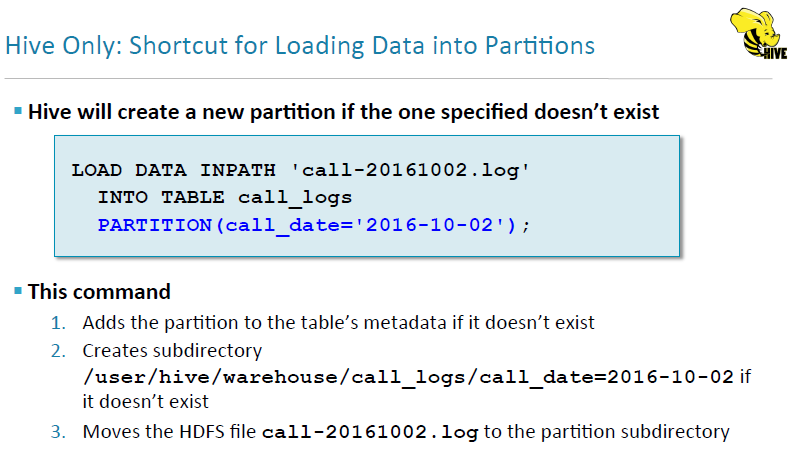 Hive Only: Shortcut for Loading Data into Partitions
HIVE
Hive will create a new partition if the one specified doesn’t exist
LOAD DATA INPATH 'call-20161002.log'
INTO TABLE call_logs
PARTITION(call_date='2016-10-02');
This command
1. Adds the partition to the table’s metadata if it doesn’t exist
2. Creates subdirectory
/user/hive/warehouse/call_logs/call_date=2016-10-02 if
it doesn’t exist
3. Moves the HDFS file call-20161002.log to the partition subdirectory